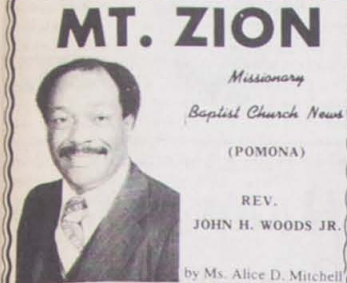 MT. ZION
Missionary
Baptist Church News
(POMONA)
REV.
JOHN H. WOODS JR.
by Ms. Alice D. Mitchell